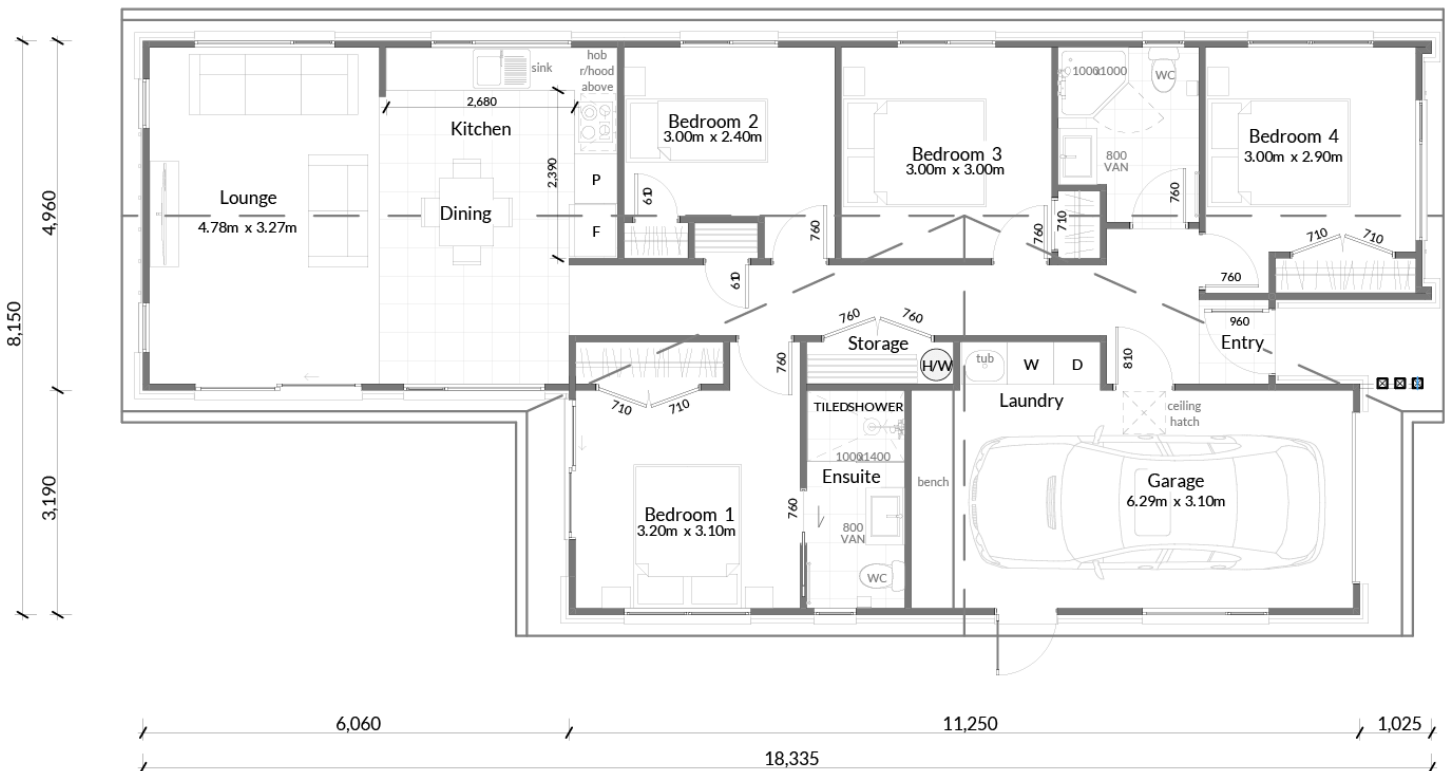 hob
r/hood
above
sink
2,680
Kitchen
2,390
P
F
Lounge
4.78m x 3.27m
Dining
Bedroom 2
3.00m x 2.40m
610
610
760
Bedroom 3
3.00m x 3.00m
760
710
1000x1000
WC
800
VAN
760
Bedroom 4
3.00m x 2.90m
710
710
760
960
Entry
4,960
8,150
3,190
710
710
760
760
760
Storage
H/W
tub
W
D
810
Laundry
TILEDSHOWER
1000x1400
Ensuite
760
800
VAN
WC
bench
ceiling
hatch
Garage
6.29m x 3.10m
Bedroom 1
3.20m x 3.10m
6,060
11,250
1,025
18,335